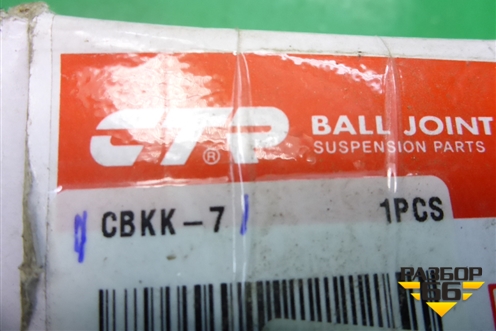 CTR® BALL JOINT
SUSPENSION PARTS
CBKK-7 1PCS
РАЗБОР
66